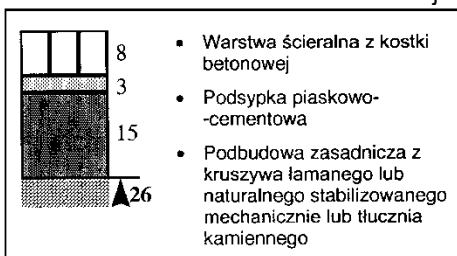 8
3
15
26
• Warstwa ścieralna z kostki
betonowej
• Podsypka piaskowo-
-cementowa
• Podbudowa zasadnicza z
kruszywa łamanego lub
naturalnego stabilizowanego
mechanicznie lub tłucznia
kamiennego